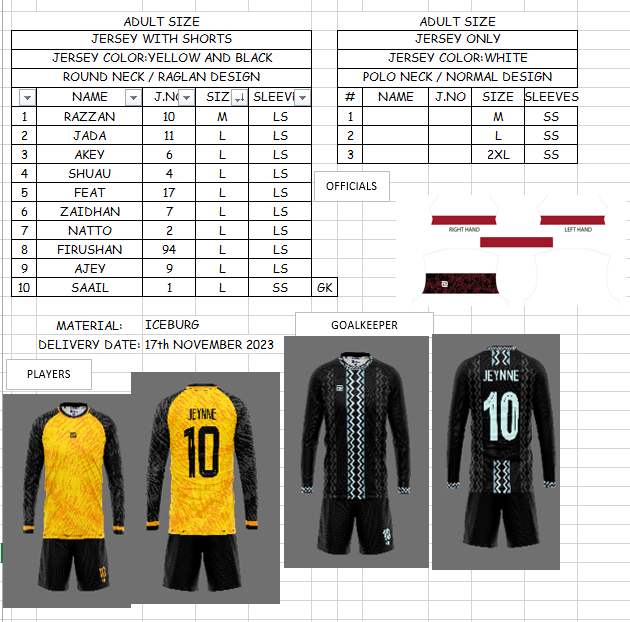 ADULT SIZE
JERSEY WITH SHORTS
JERSEY COLOR:YELLOW AND BLACK
ROUND NECK / RAGLAN DESIGN
NAME J.NO SIZ SLEEV
1 RAZZAN 10 M LS
2 JADA 11 L LS
3 AKEY 6 L LS
4 SHUAU 4 L LS
5 FEAT 17 L LS
6 ZAIDHAN 7 L LS
7 NATTO 2 L LS
8 FIRUSHAN 94 L LS
9 AJEY 9 L LS
10 SAAIL 1 L SS GK
ADULT SIZE
JERSEY ONLY
JERSEY COLOR:WHITE
POLO NECK / NORMAL DESIGN
# NAME J.NO SIZE SLEEVES
1 M SS
2 L SS
3 2XL SS
OFFICIALS
RIGHT HAND LEFT HAND
MATERIAL: ICEBURG
DELIVERY DATE: 17th NOVEMBER 2023
GOALKEEPER
PLAYERS
JEYNNE
10
10
JEYNNE
10
10